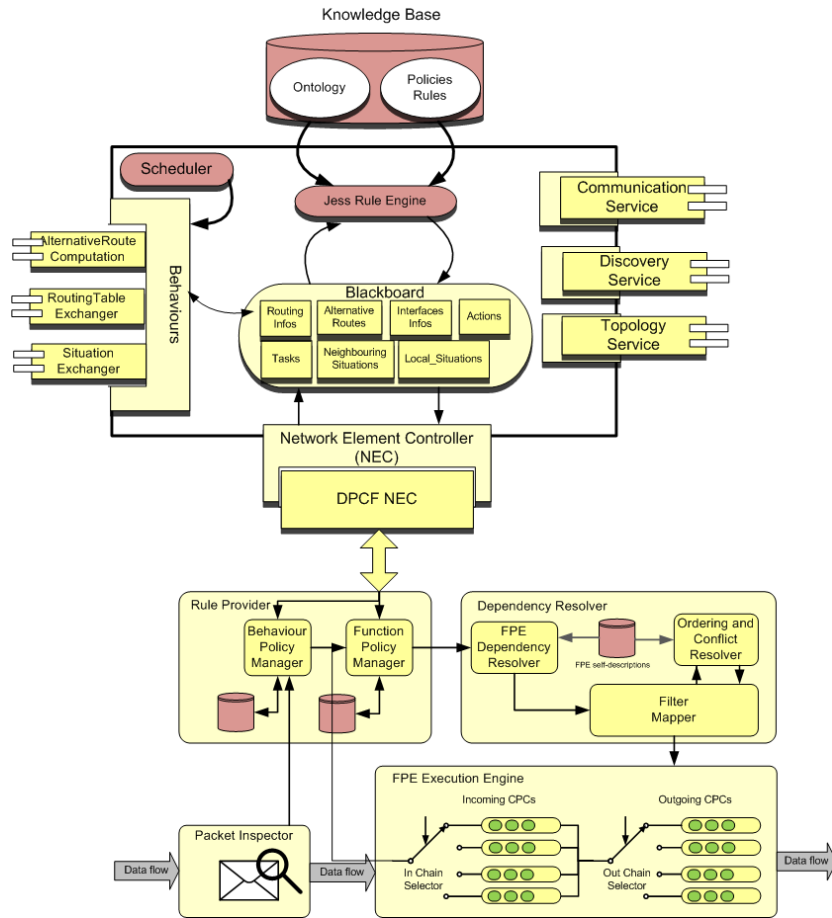 Knowledge Base
Ontology
Policies
Rules
Scheduler
Jess Rule Engine
Communication
Service
AlternativeRoute
Computation
Behaviours
Discovery
Service
RoutingTable
Exchanger
Blackboard
Routing
Infos
Alternative
Routes
Interfaces
Infos
Actions
Topology
Service
Situation
Exchanger
Tasks
Neighbouring
Situations
Local_Situations
Network Element Controller
(NEC)
DPCF NEC
Rule Provider
Behaviour
Policy
Manager
Function
Policy
Manager
Dependency Resolver
FPE
Dependency
Resolver
FPE self-descriptions
Ordering and
Conflict
Resolver
Filter
Mapper
FPE Execution Engine
Incoming CPCs
Outgoing CPCs
Packet Inspector
Data flow
Data flow
In Chain
Selector
Out Chain
Selector
Data flow